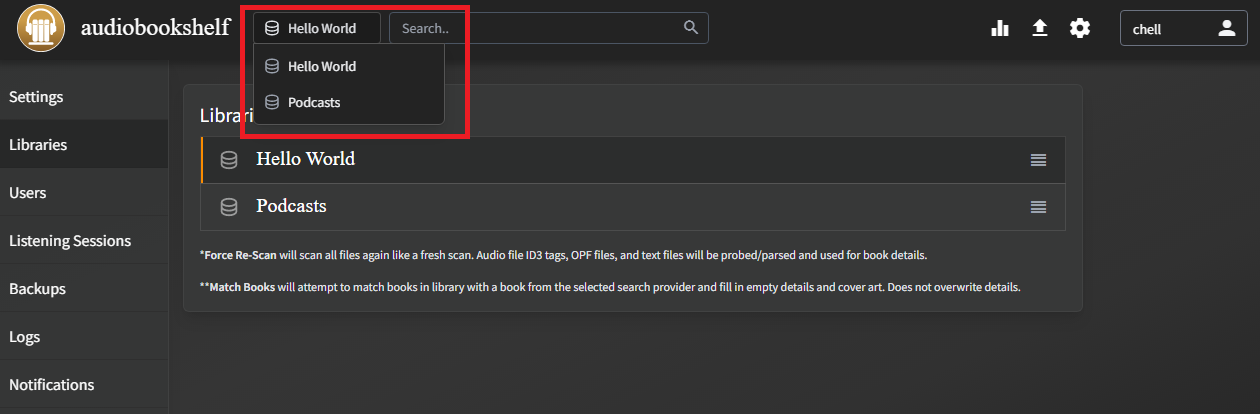 audiobookshelf
Hello World
Search..
chell
Hello World
Podcasts
Settings
Libraries
Users
Listening Sessions
Backups
Logs
Notifications
Librari
Hello World
Podcasts
*Force Re-Scan will scan all files again like a fresh scan. Audio file ID3 tags, OPF files, and text files will be probed/parsed and used for book details.
**Match Books will attempt to match books in library with a book from the selected search provider and fill in empty details and cover art. Does not overwrite details.